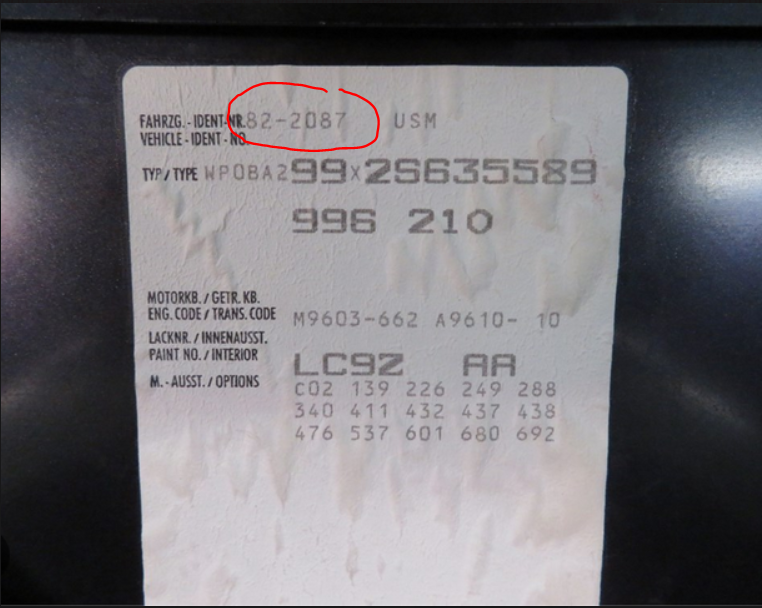 FAHRZG.-IDENT-NR. 82-2087 USM
VEHICLE-IDENT-NO.
TYP/TYPE WP0BA299X2S635589
996 210
MOTORKB./GETR.KB.
ENG.CODE/TRANS.CODE M9603-662 A9610- 10
LACKNR./INNENAUSST.
PAINT NO./INTERIOR LC9Z AA
M.-AUSST./OPTIONS C02 139 226 249 288
340 411 432 437 438
476 537 601 680 692